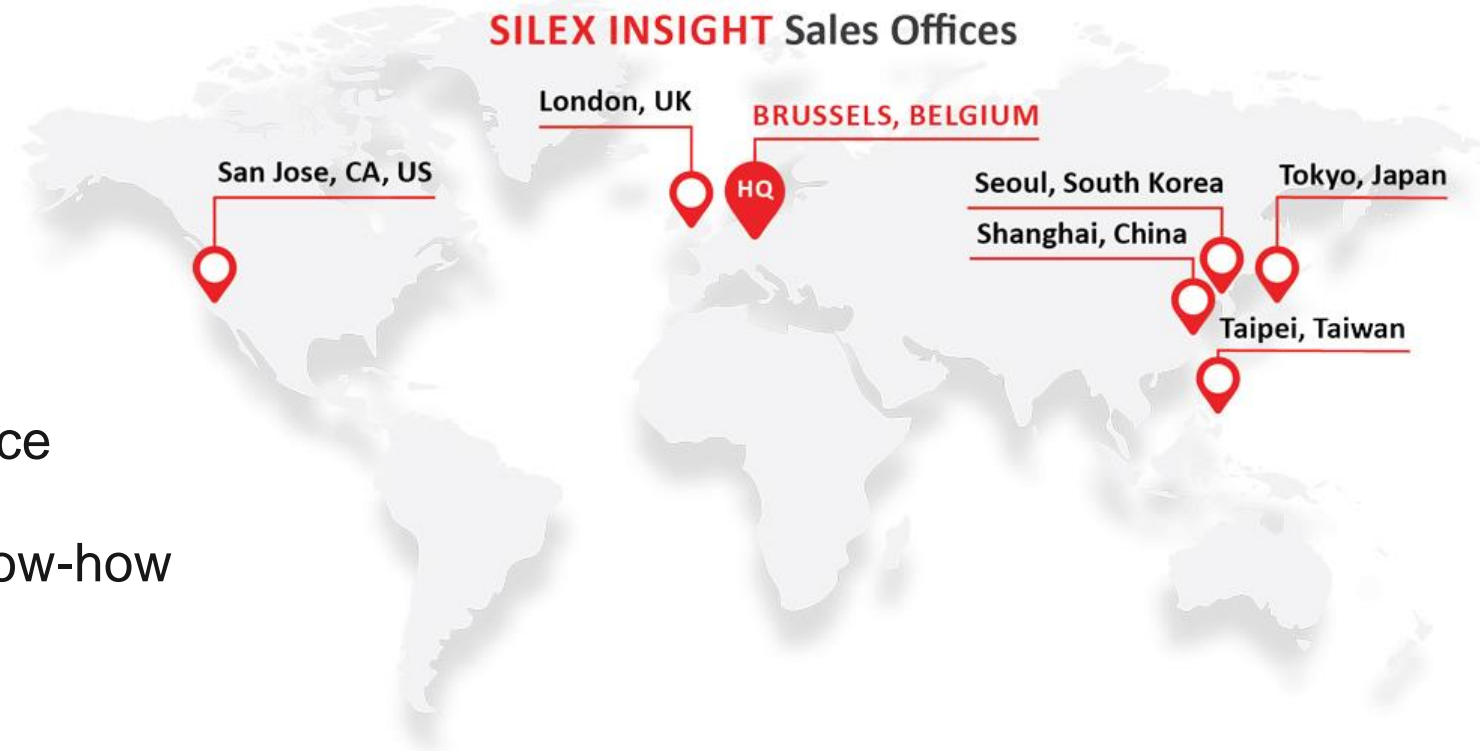 SILEX INSIGHT Sales Offices
London, UK
BRUSSELS, BELGIUM
San Jose, CA, US
HQ
Seoul, South Korea
Tokyo, Japan
Shanghai, China
Taipei, Taiwan
ce
ow-how